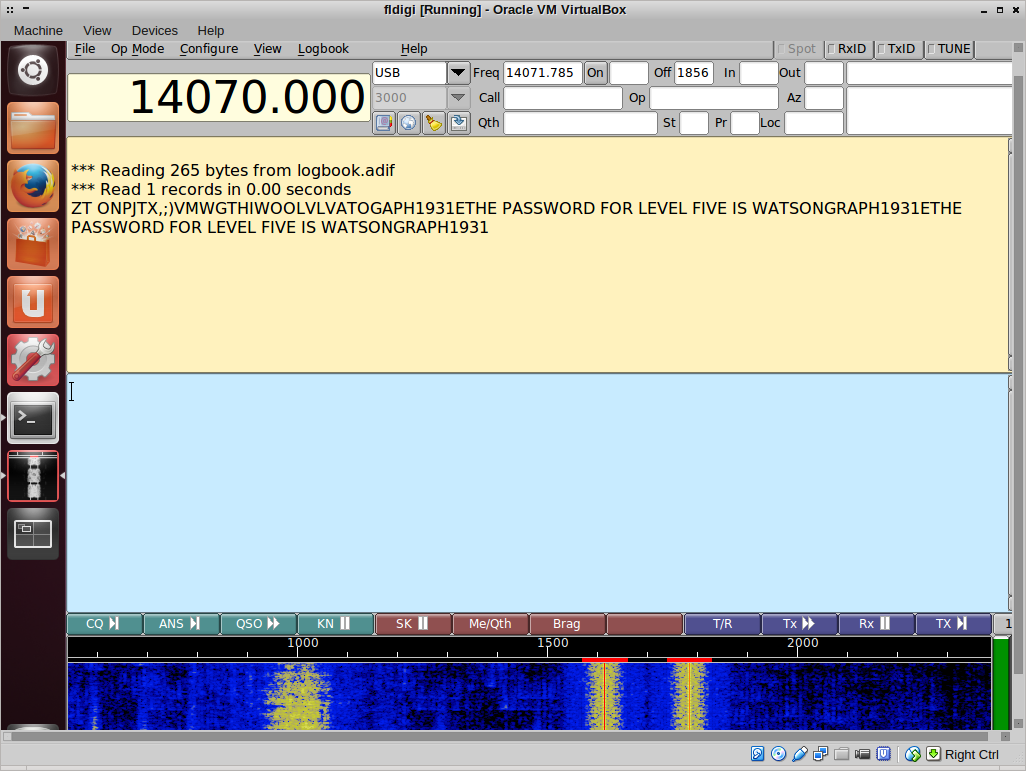 fldigi [Running] - Oracle VM VirtualBox
Machine View Devices Help
File Op Mode Configure View Logbook Help Spot RxID TxID TUNE
14070.000
USB Freq 14071.785 On Off 1856 In Out
3000 Call Op Az
Qth St Pr Loc
*** Reading 265 bytes from logbook.adif
*** Read 1 records in 0.00 seconds
ZT ONPJTX,;)VMWGTHIWOOLVLVATOGAPH1931ETHE PASSWORD FOR LEVEL FIVE IS WATSONGRAPH1931ETHE
PASSWORD FOR LEVEL FIVE IS WATSONGRAPH1931
CQ ANS QSO KN SK Me/Qth Brag T/R Tx Rx TX 1
1000 1500 2000
Right Ctrl